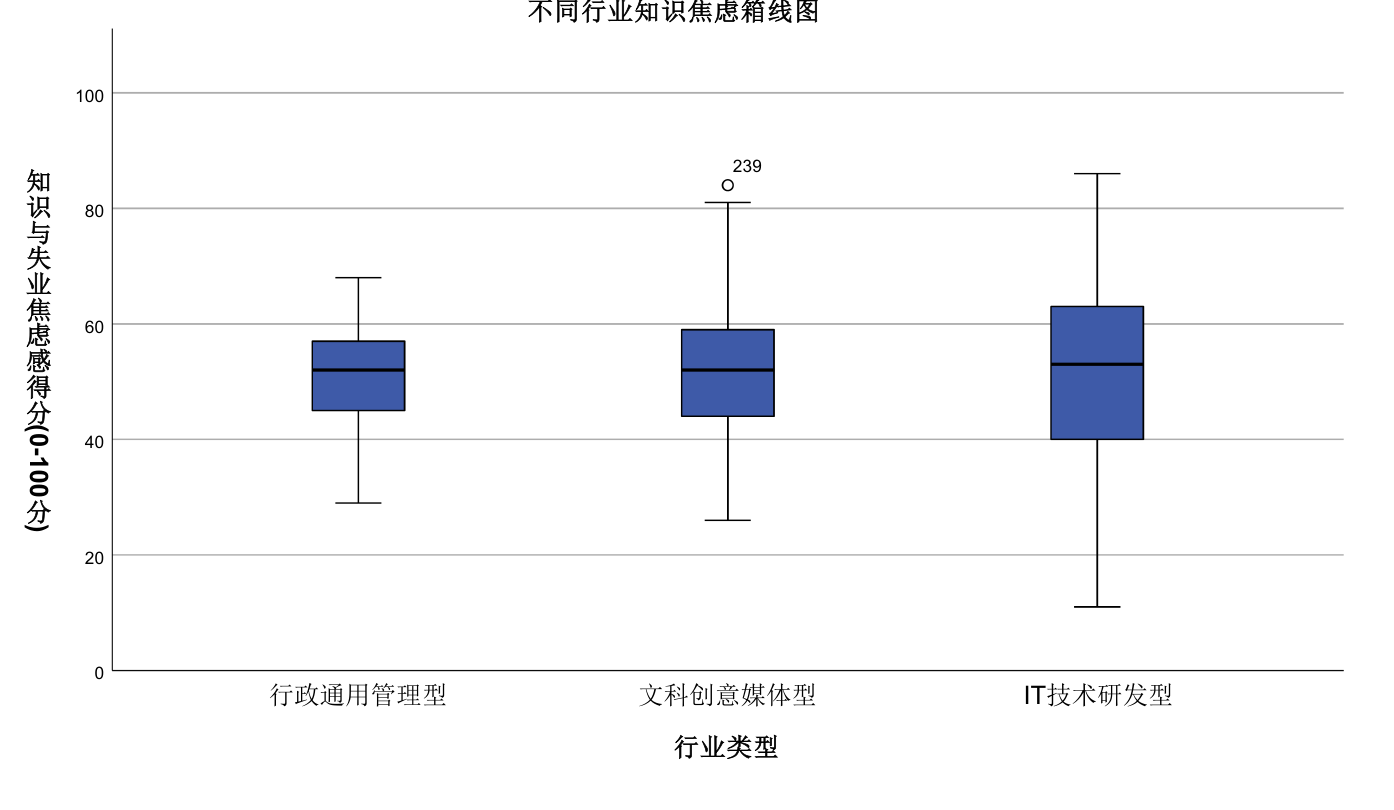 不同行业知识焦虑箱线图
知识与失业焦虑感得分(0-100分)
100
80
60
40
20
0
239
行政通用管理型
文科创意媒体型
IT技术研发型
行业类型